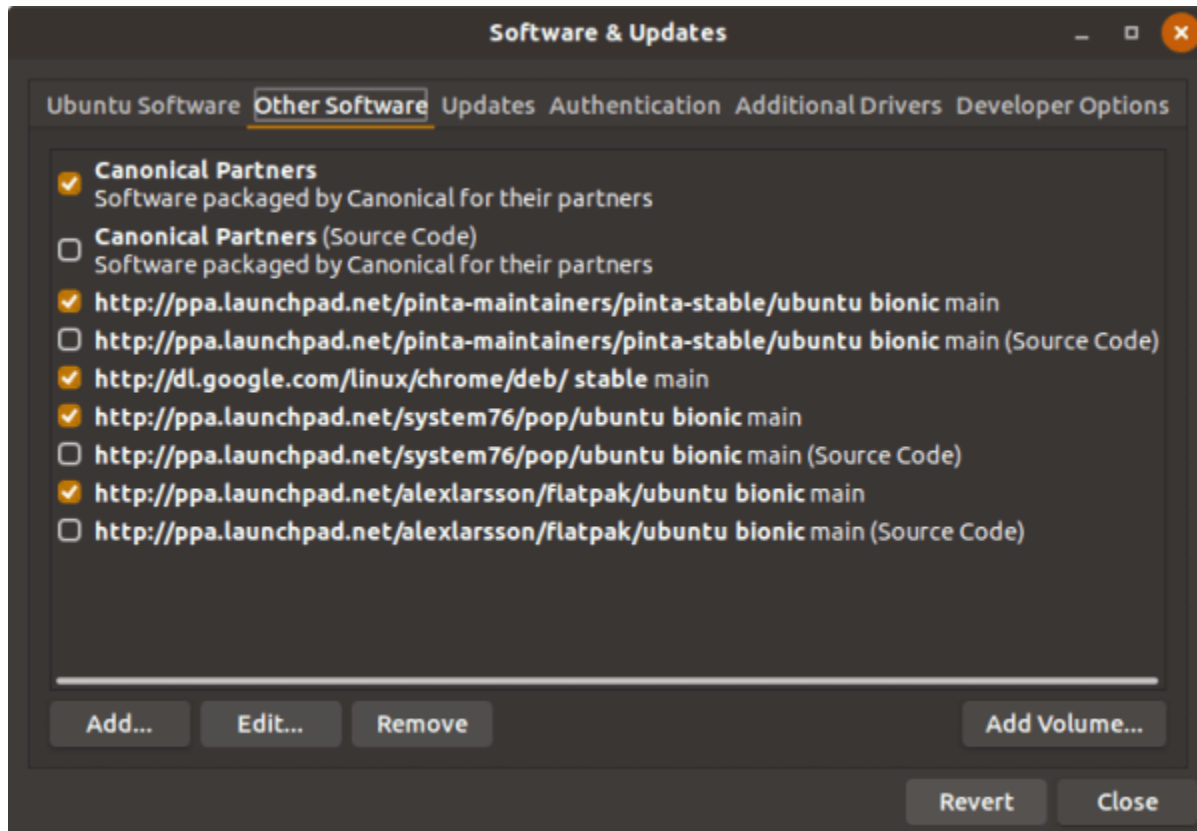 Software & Updates
Ubuntu Software Other Software Updates Authentication Additional Drivers Developer Options
Canonical Partners
Software packaged by Canonical for their partners
Canonical Partners (Source Code)
Software packaged by Canonical for their partners
http://ppa.launchpad.net/pinta-maintainers/pinta-stable/ubuntu bionic main
http://ppa.launchpad.net/pinta-maintainers/pinta-stable/ubuntu bionic main (Source Code)
http://dl.google.com/linux/chrome/deb/ stable main
http://ppa.launchpad.net/system76/pop/ubuntu bionic main
http://ppa.launchpad.net/system76/pop/ubuntu bionic main (Source Code)
http://ppa.launchpad.net/alexlarsson/flatpak/ubuntu bionic main
http://ppa.launchpad.net/alexlarsson/flatpak/ubuntu bionic main (Source Code)
Add... Edit... Remove Add Volume...
Revert Close